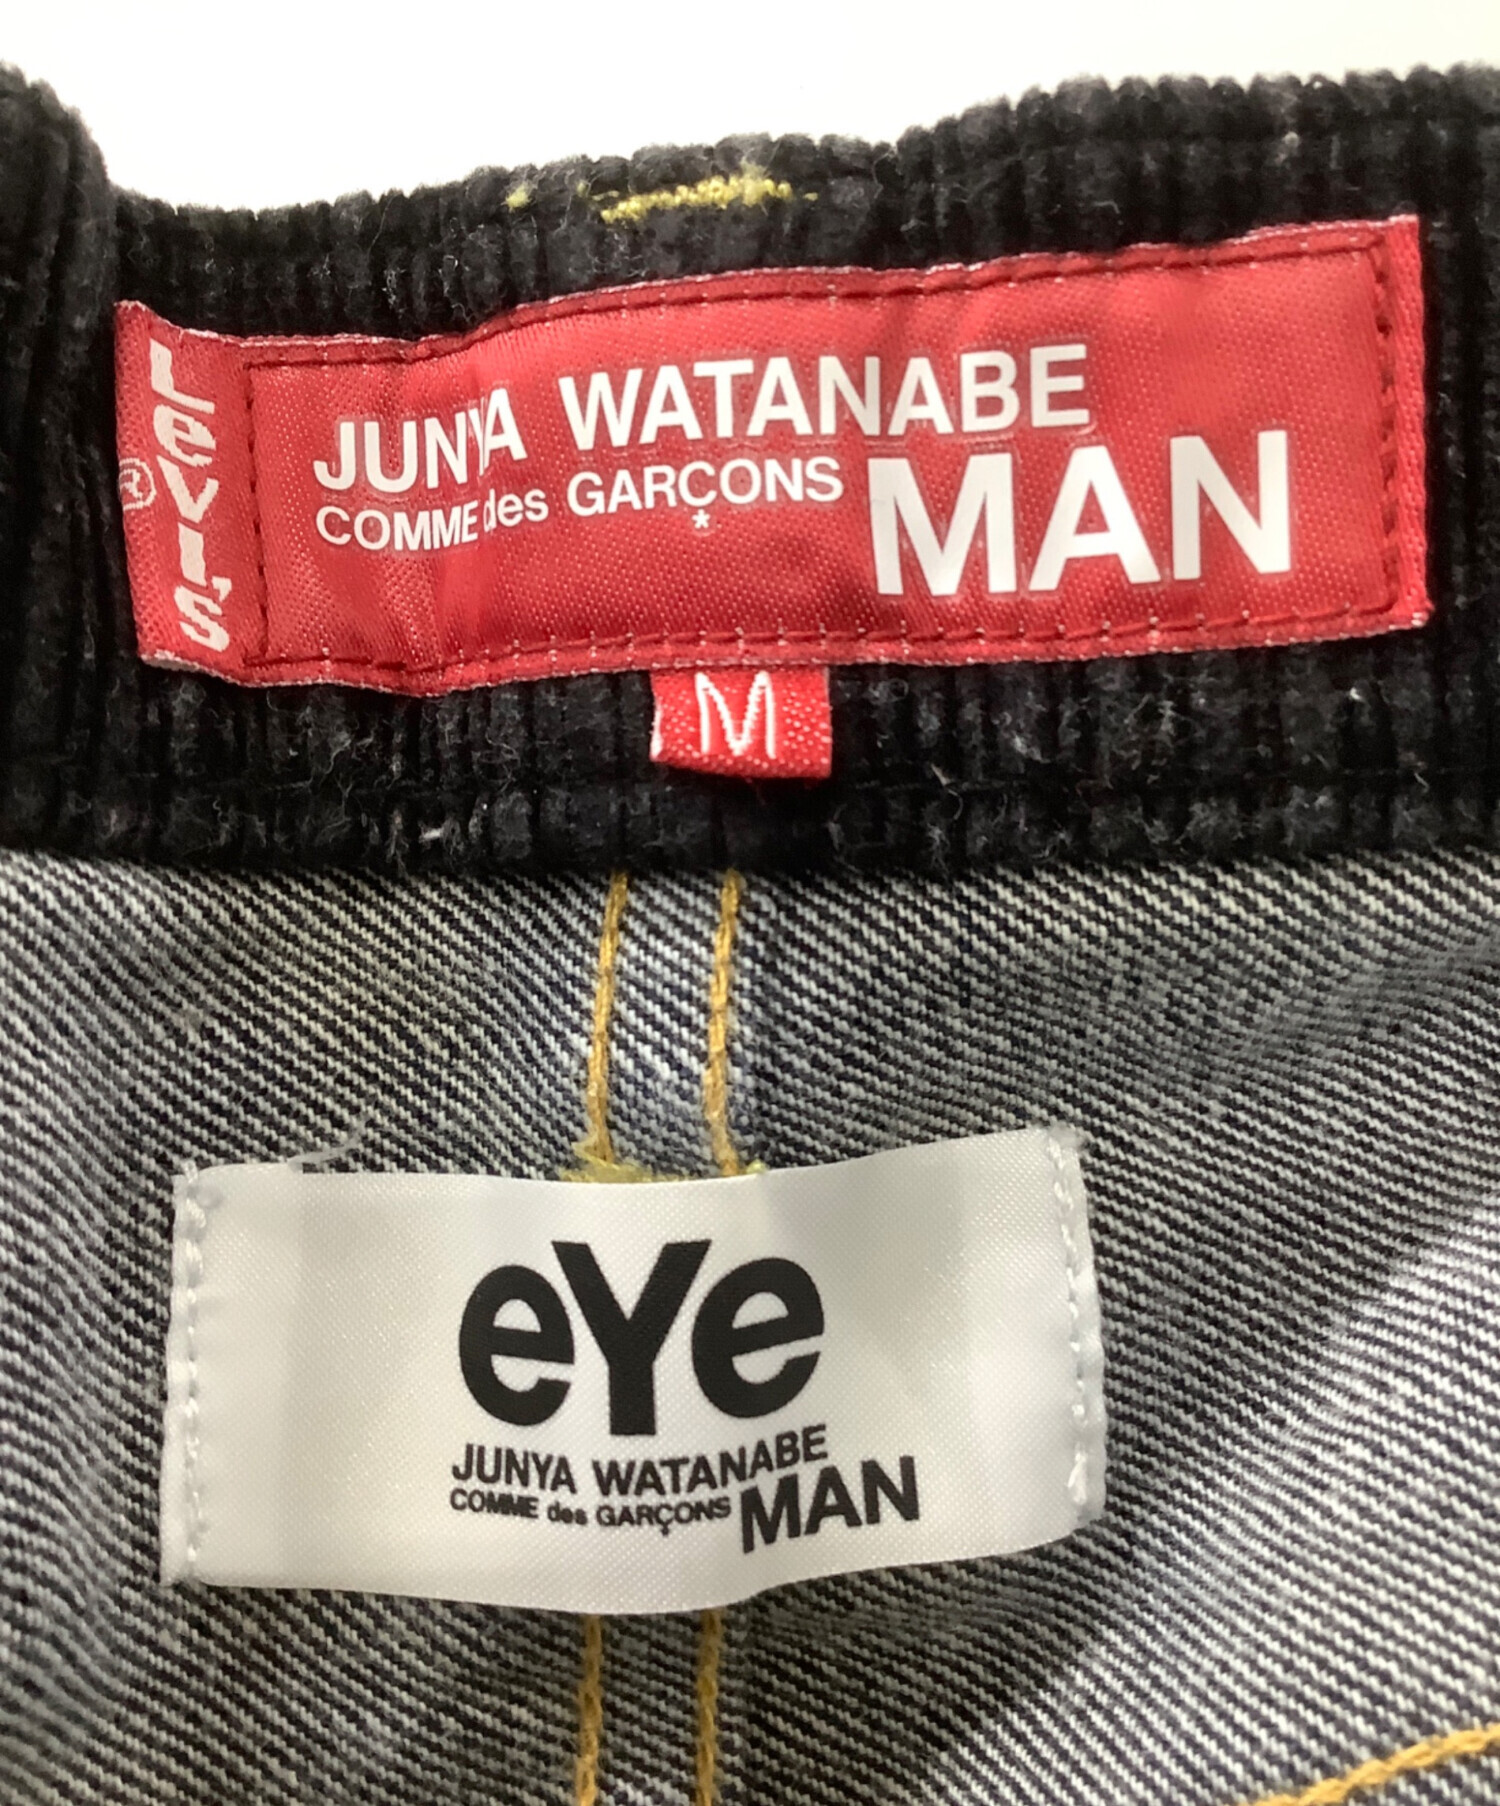 Levi's
®
JUNYA WATANABE
COMME des GARÇONS
*
MAN
M
eYe
JUNYA WATANABE
COMME des GARÇONS
MAN